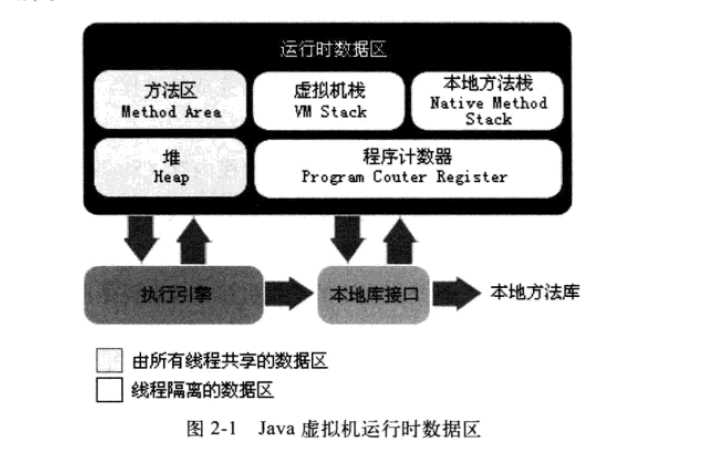 运行时数据区
方法区
Method Area
虚拟机栈
VM Stack
本地方法栈
Native Method
Stack
堆
Heap
程序计数器
Program Couter Register
执行引擎
本地库接口
本地方法库
由所有线程共享的数据区
线程隔离的数据区
图 2-1 Java 虚拟机运行时数据区